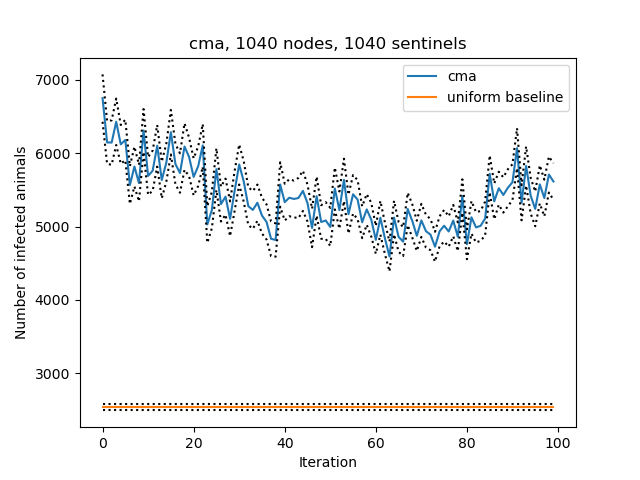 cma, 1040 nodes, 1040 sentinels
cma
uniform baseline
7000
6000
5000
4000
3000
Number of infected animals
0 20 40 60 80 100
Iteration